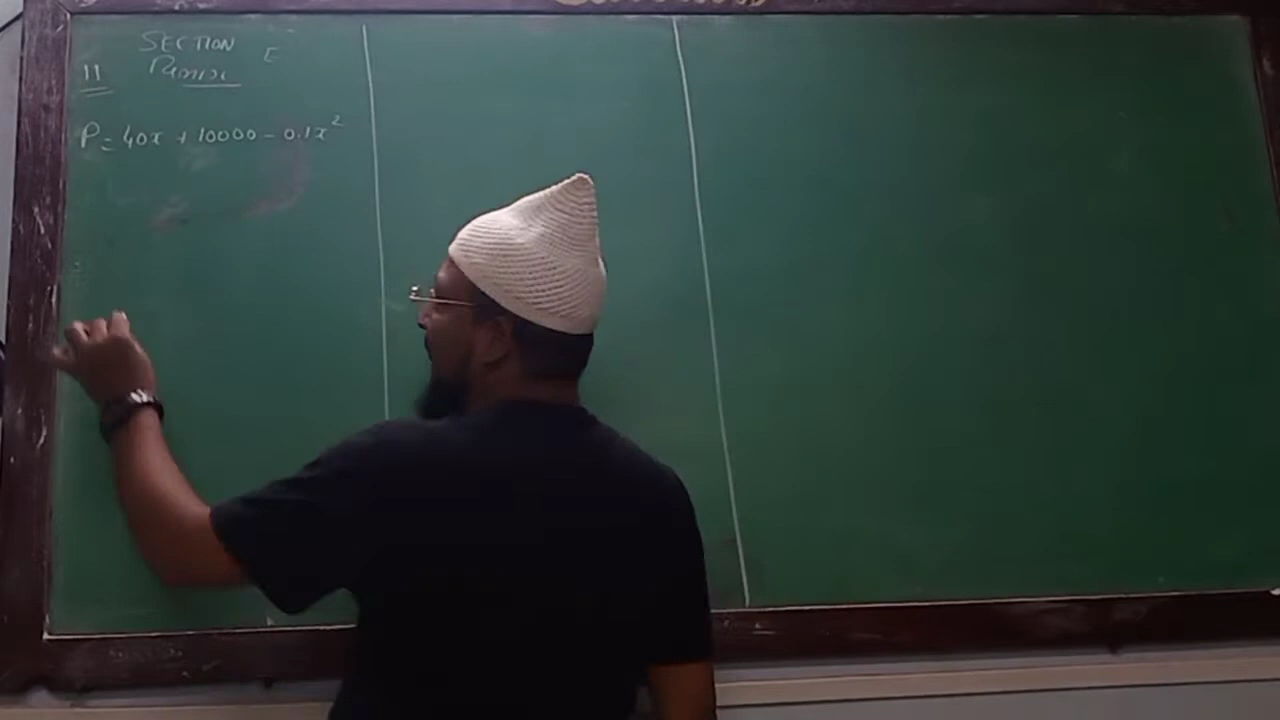 SECTION
11
P = 40x + 10000 - 0.1x²